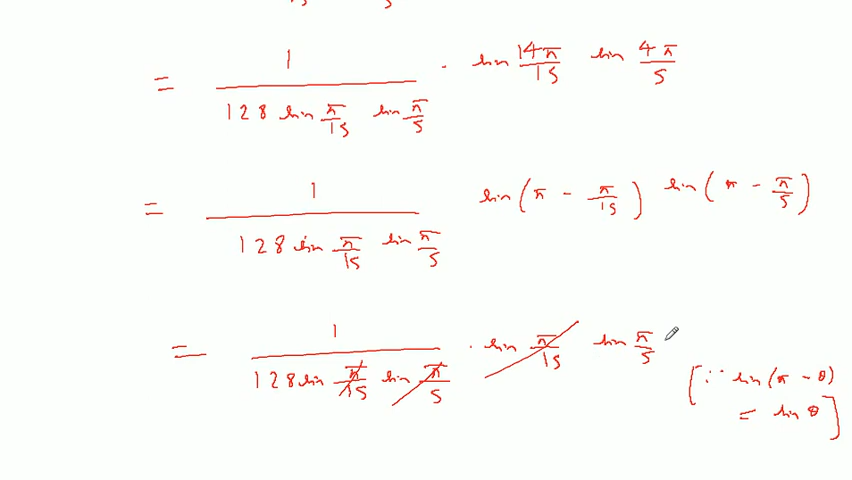 = 1 / (128 sin π/15 sin π/5) · sin 14π/15 sin 4π/5
= 1 / (128 sin π/15 sin π/5) sin(π - π/15) sin(π - π/5)
= 1 / (128 sin π/15 sin π/5) · sin π/15 sin π/5
[∵ sin(π - θ)
= sin θ]